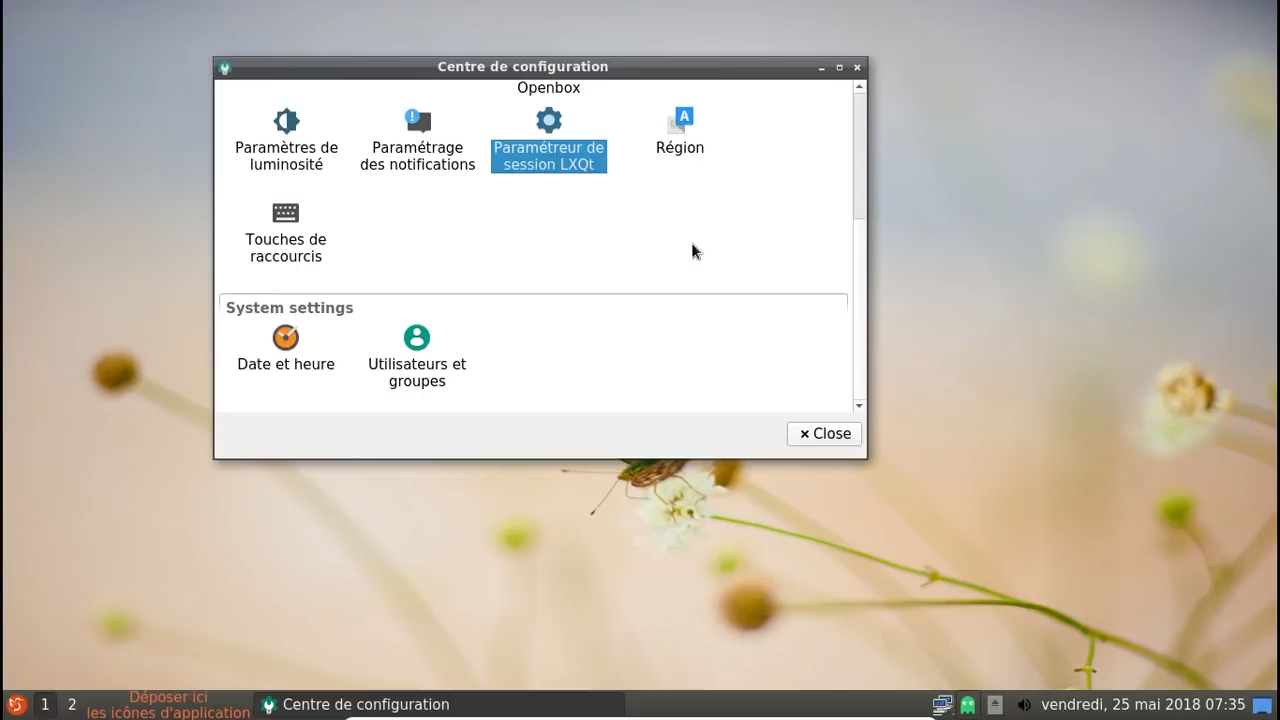 Centre de configuration
Openbox
Paramètres de
luminosité
Paramétrage
des notifications
Paramétreur de
session LXQt
A
Région
Touches de
raccourcis
System settings
Date et heure
Utilisateurs et
groupes
Close
1
2
Déposer ici
les icônes d'application
Centre de configuration
vendredi, 25 mai 2018 07:35